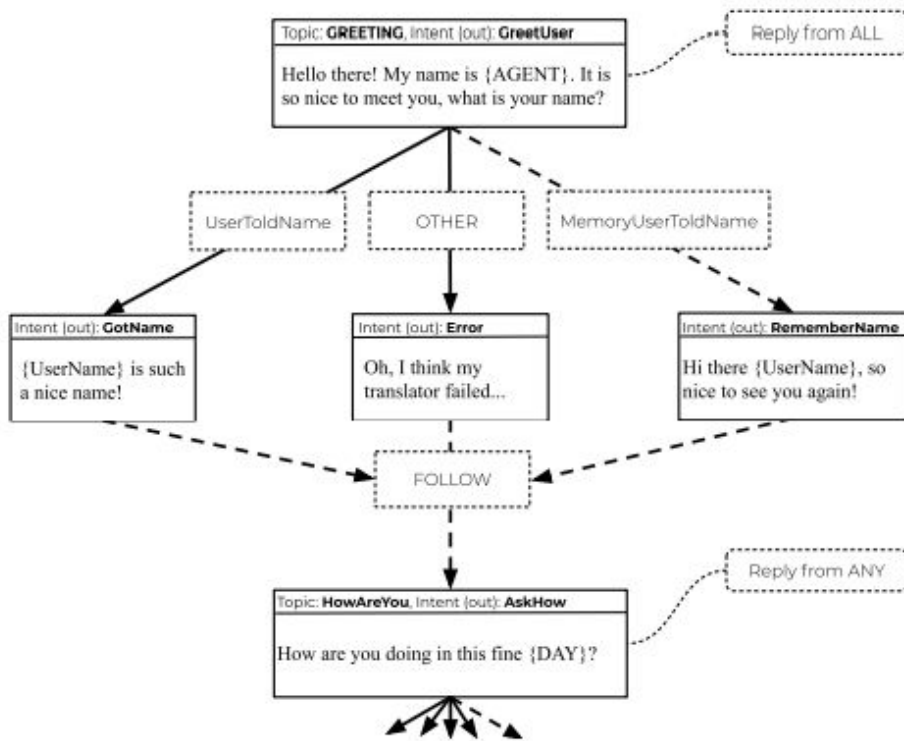 Topic: GREETING, Intent (out): GreetUser
Reply from ALL
Hello there! My name is {AGENT}. It is
so nice to meet you, what is your name?
UserToldName
OTHER
MemoryUserToldName
Intent (out): GotName
{UserName} is such
a nice name!
Intent (out): Error
Oh, I think my
translator failed...
Intent (out): RememberName
Hi there {UserName}, so
nice to see you again!
FOLLOW
Reply from ANY
Topic: HowAreYou, Intent (out): AskHow
How are you doing in this fine {DAY}?